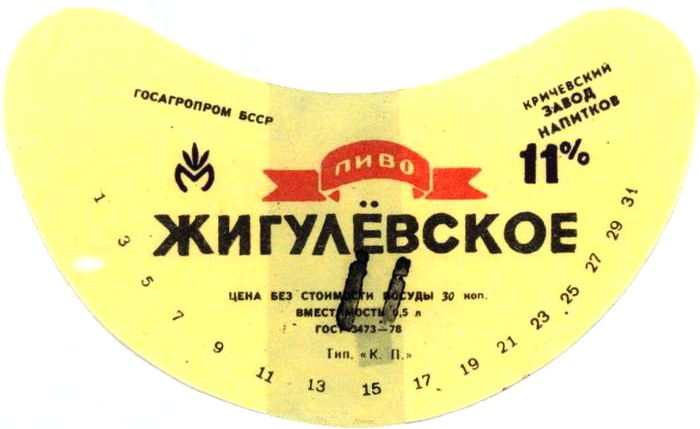 ГОСАГРОПРОМ БССР
КРИЧЕВСКИЙ
ЗАВОД
НАПИТКОВ
11%
ПИВО
ЖИГУЛЁВСКОЕ
ЦЕНА БЕЗ СТОИМОСТИ ПОСУДЫ 30 коп.
ВМЕСТИМОСТЬ 0,5 л
ГОСТ 3473—78
Тип. «К. П.»
1 3 5 7 9 11 13 15 17 19 21 23 25 27 29 31